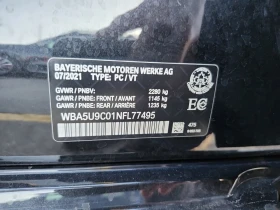 BAYERISCHE MOTOREN WERKE AG
07/2021 TYPE: PC / VT
GVWR / PNBV: 2280 kg
GAWR / PNBE: FRONT / AVANT 1145 kg
GAWR / PNBE: REAR / ARRIÈRE 1235 kg
WBA5U9C01NFL77495
475